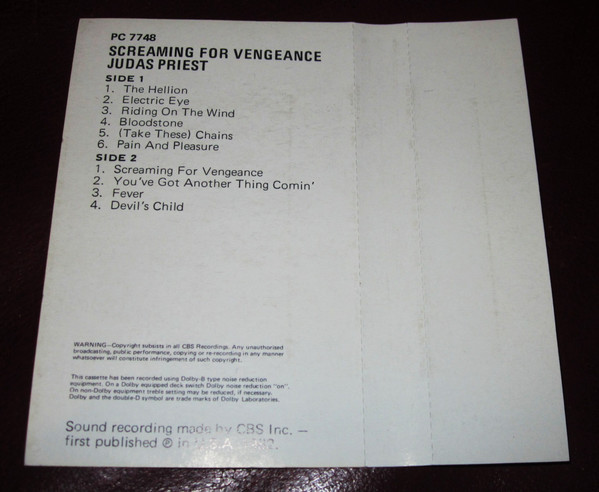 PC 7748
SCREAMING FOR VENGEANCE
JUDAS PRIEST
SIDE 1
1. The Hellion
2. Electric Eye
3. Riding On The Wind
4. Bloodstone
5. (Take These) Chains
6. Pain And Pleasure
SIDE 2
1. Screaming For Vengeance
2. You've Got Another Thing Comin'
3. Fever
4. Devil's Child
WARNING—Copyright subsists in all CBS Recordings. Any unauthorised
broadcasting, public performance, copying or re-recording in any manner
whatsoever will constitute infringement of such copyright.
This cassette has been recorded using Dolby-B type noise reduction
equipment. On a Dolby equipped deck switch Dolby noise reduction "on".
On non-Dolby equipment treble setting may be reduced, if necessary.
Dolby and the double-D symbol are trade marks of Dolby Laboratories.
Sound recording made by CBS Inc. —
first published ℗ in